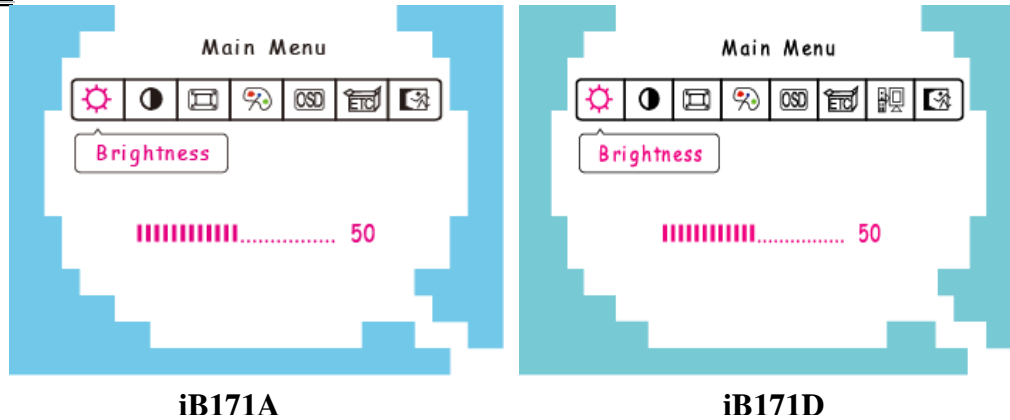 Main Menu
OSD
ETC
Brightness
50
iB171A
Main Menu
OSD
ETC
Brightness
50
iB171D